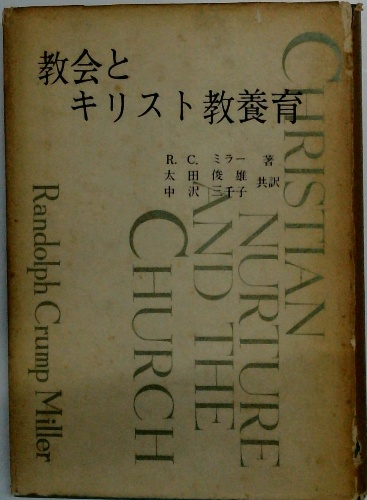 教会と
キリスト教養育
R. C. ミラー 著
太田俊雄
中沢三千子 共訳
CHRISTIAN
NURTURE
AND THE
CHURCH
Randolph Crump Miller